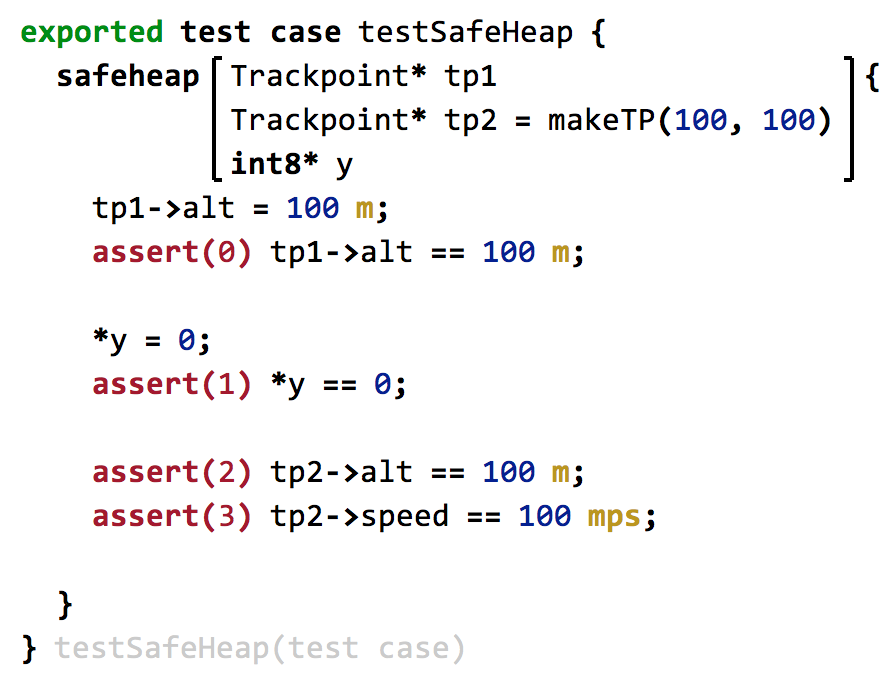 exported test case testSafeHeap {
safeheap [ Trackpoint* tp1 ] {
Trackpoint* tp2 = makeTP(100, 100)
int8* y
tp1->alt = 100 m;
assert(0) tp1->alt == 100 m;
*y = 0;
assert(1) *y == 0;
assert(2) tp2->alt == 100 m;
assert(3) tp2->speed == 100 mps;
}
} testSafeHeap(test case)